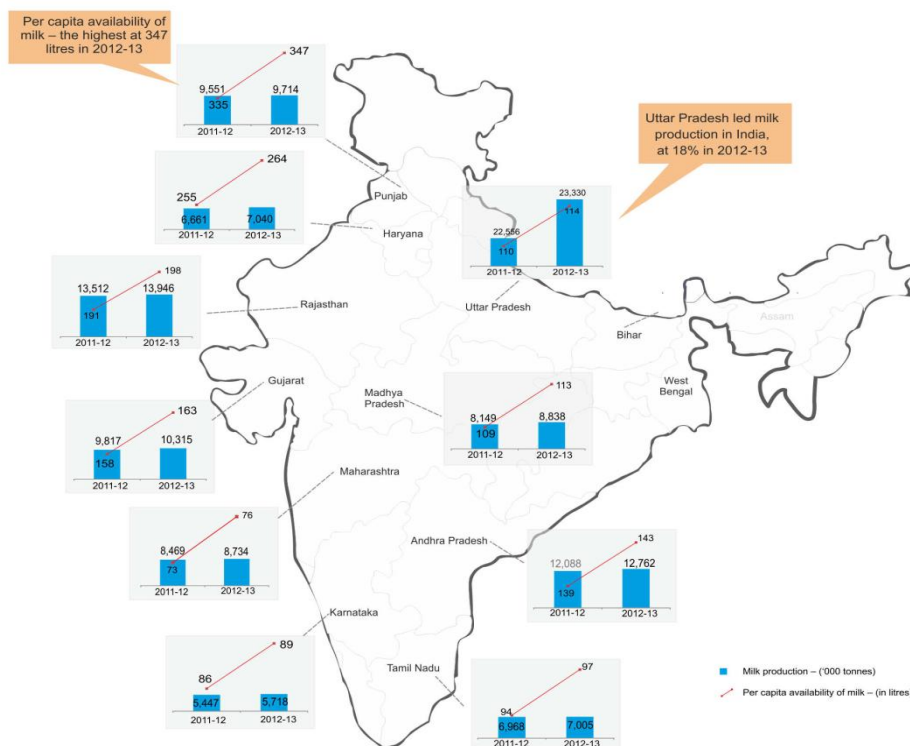 Per capita availability of
milk – the highest at 347
litres in 2012-13
347
9,551
9,714
335
2011-12
2012-13
Uttar Pradesh led milk
production in India,
at 18% in 2012-13
264
255
6,661
7,040
2011-12
2012-13
Punjab
Haryana
23,330
114
22,556
110
2011-12
2012-13
Uttar Pradesh
198
13,512
13,946
191
2011-12
2012-13
Rajasthan
Bihar
Assam
West
Bengal
Gujarat
163
9,817
10,315
158
2011-12
2012-13
Madhya
Pradesh
113
8,149
8,838
109
2011-12
2012-13
Maharashtra
76
8,469
8,734
73
2011-12
2012-13
Andhra Pradesh
143
12,088
12,762
139
2011-12
2012-13
Karnataka
89
86
5,447
5,718
2011-12
2012-13
Tamil Nadu
97
94
6,968
7,005
2011-12
2012-13
Milk production – ('000 tonnes)
Per capita availability of milk – (in litres